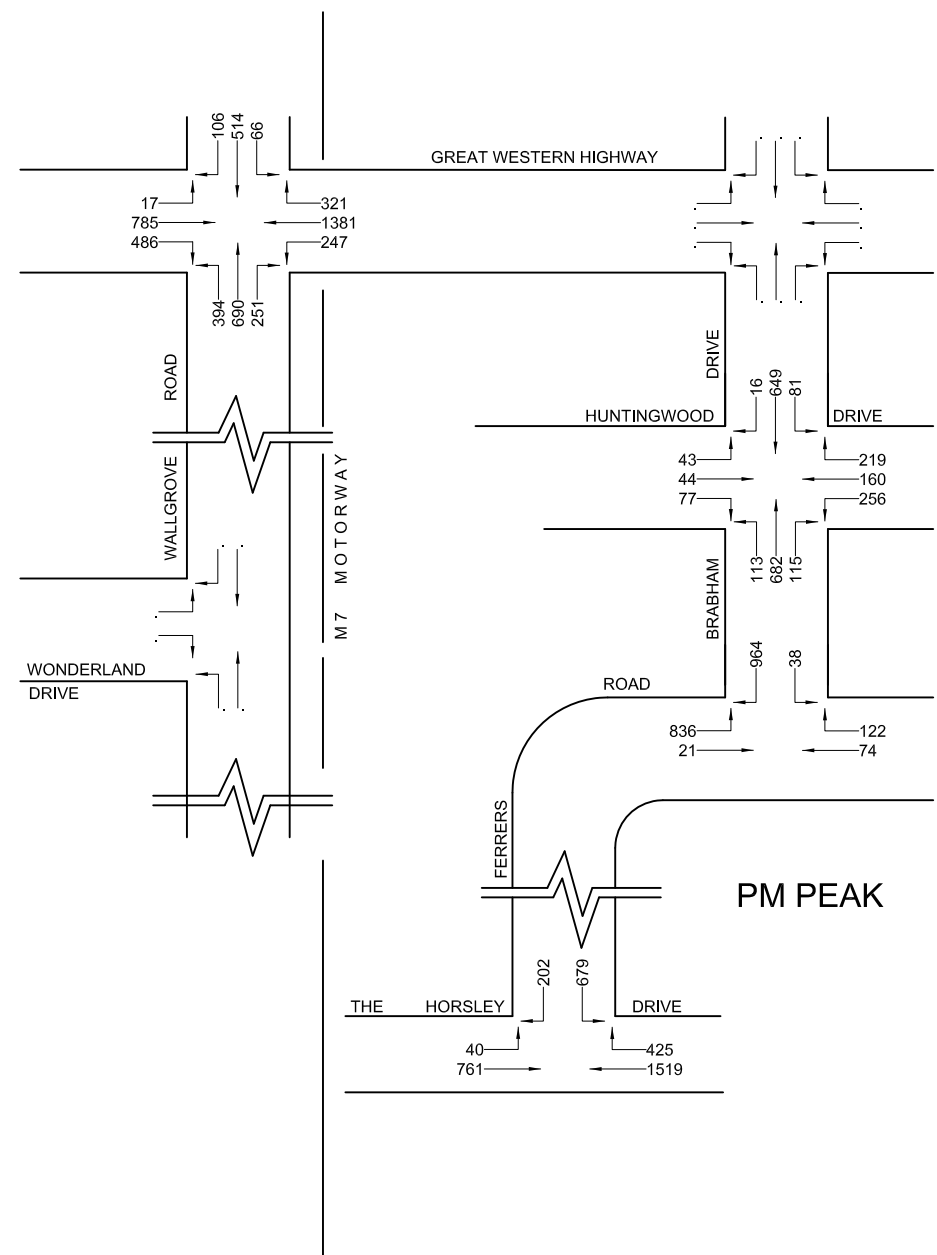 106
514
66
GREAT WESTERN HIGHWAY
17
321
785
1381
486
247
394
690
251
ROAD
DRIVE
16
649
81
HUNTINGWOOD
DRIVE
43
219
44
160
77
256
WALLGROVE
M7 MOTORWAY
113
682
115
BRABHAM
964
38
WONDERLAND
DRIVE
ROAD
836
122
21
74
FERRERS
PM PEAK
202
679
THE HORSLEY DRIVE
40
425
761
1519